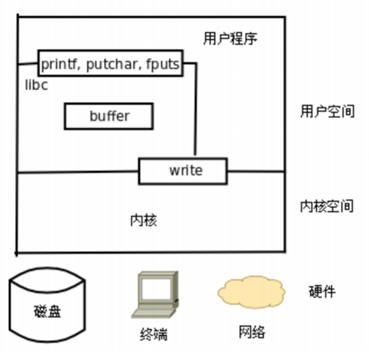 用户程序
printf, putchar, fputs
libc
buffer
用户空间
write
内核空间
内核
磁盘
终端
网络
硬件